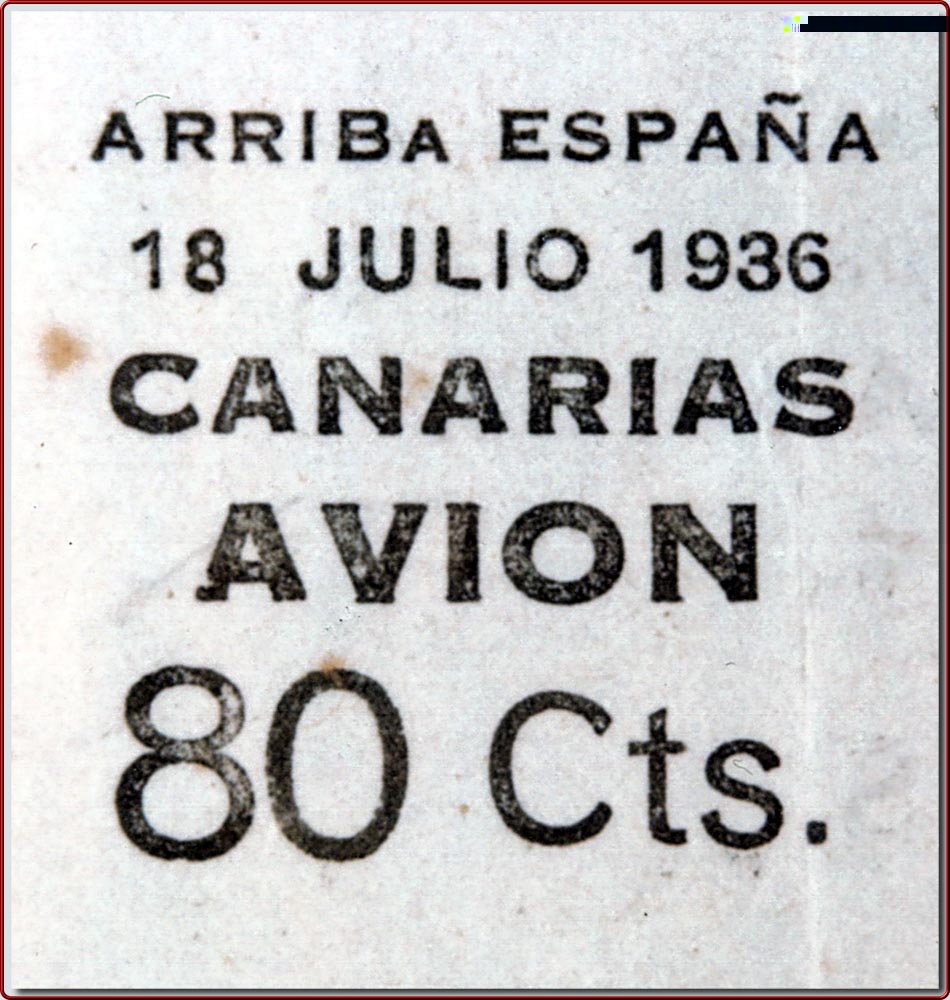 ARRIBA ESPAÑA
18 JULIO 1936
CANARIAS
AVION
80 Cts.